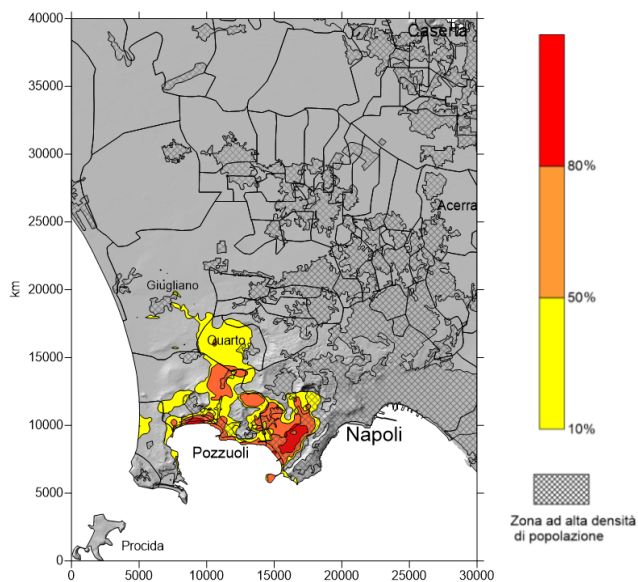 40000
35000
30000
25000
20000
15000
10000
5000
0
km
0
5000
10000
15000
20000
25000
30000
Caserta
Acerra
Giugliano
Quarto
Napoli
Pozzuoli
Procida
80%
50%
10%
Zona ad alta densità
di popolazione